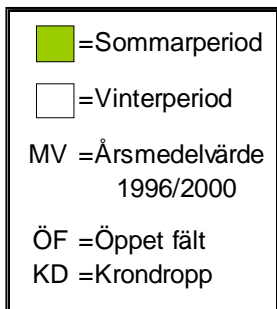 =Sommarperiod
=Vinterperiod
MV =Årsmedelvärde
1996/2000
ÖF =Öppet fält
KD =Krondropp